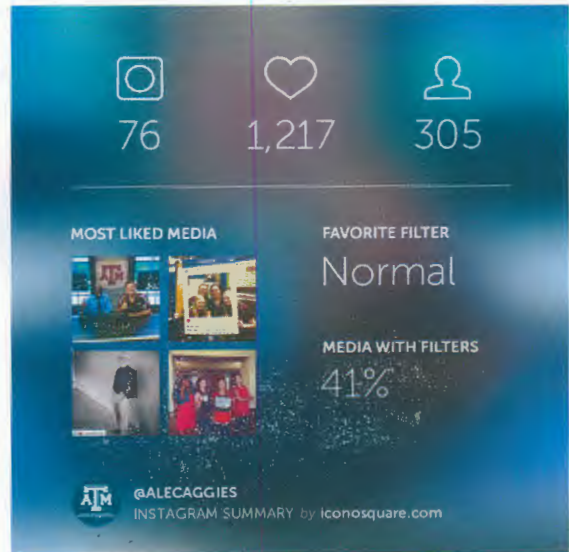 76 1,217 305
MOST LIKED MEDIA
FAVORITE FILTER
Normal
MEDIA WITH FILTERS
41%
ĀTM
@ALECAGGIES
INSTAGRAM SUMMARY by iconosquare.com